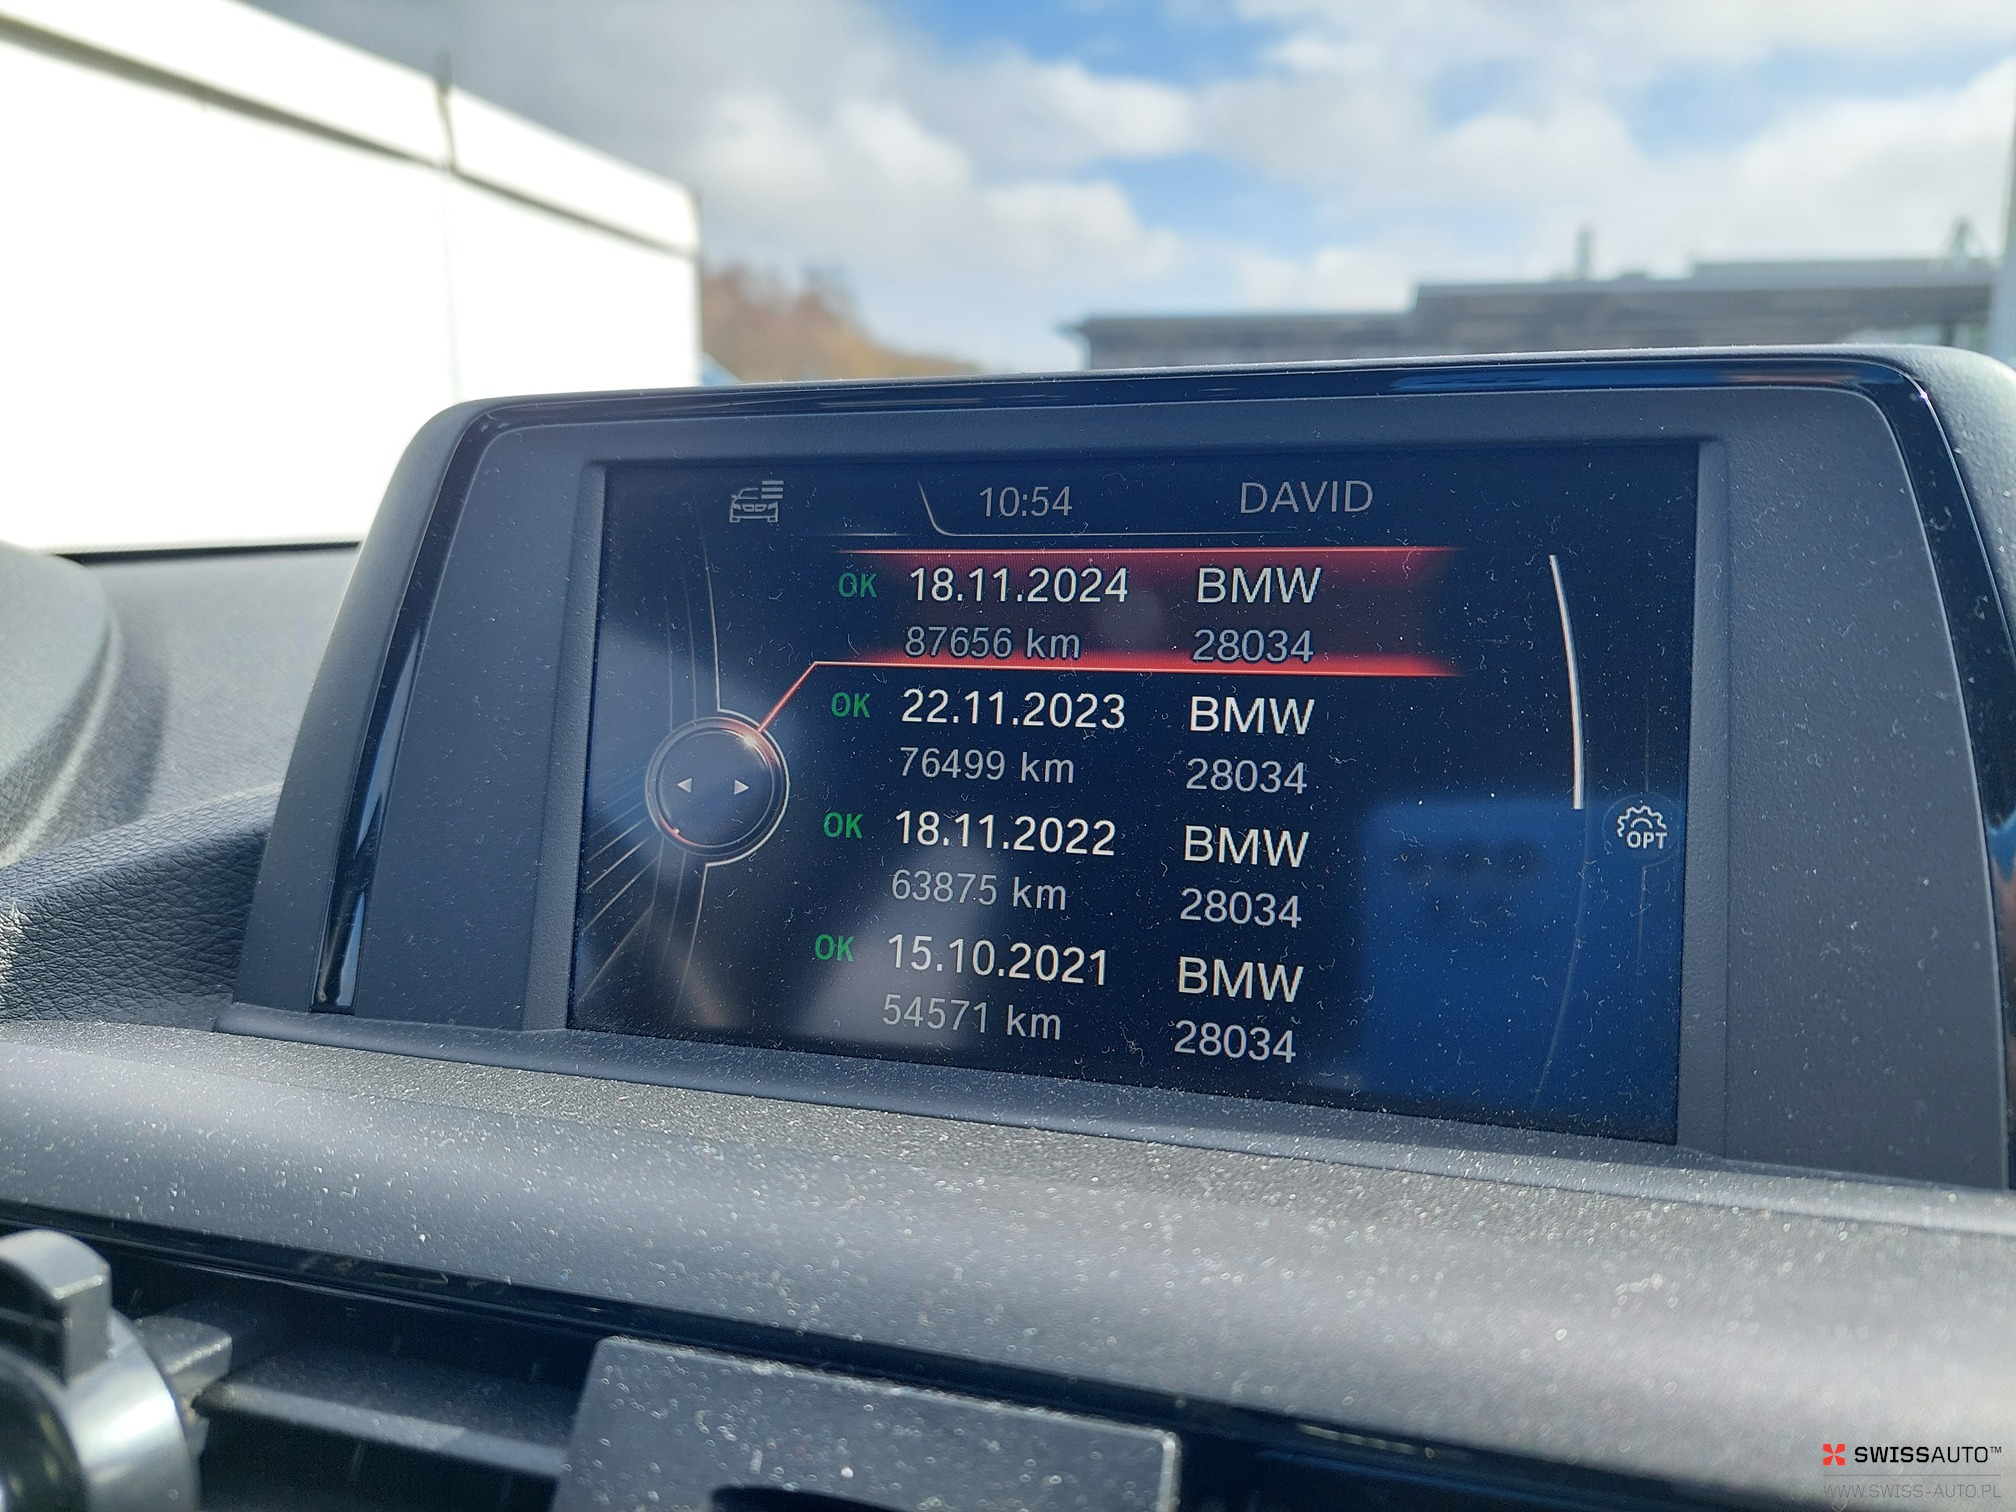 10:54 DAVID
OK 18.11.2024 BMW
87656 km 28034
OK 22.11.2023 BMW
76499 km 28034
OK 18.11.2022 BMW
63875 km 28034
OK 15.10.2021 BMW
54571 km 28034
OPT
SWISSAUTO™
WWW.SWISS-AUTO.PL